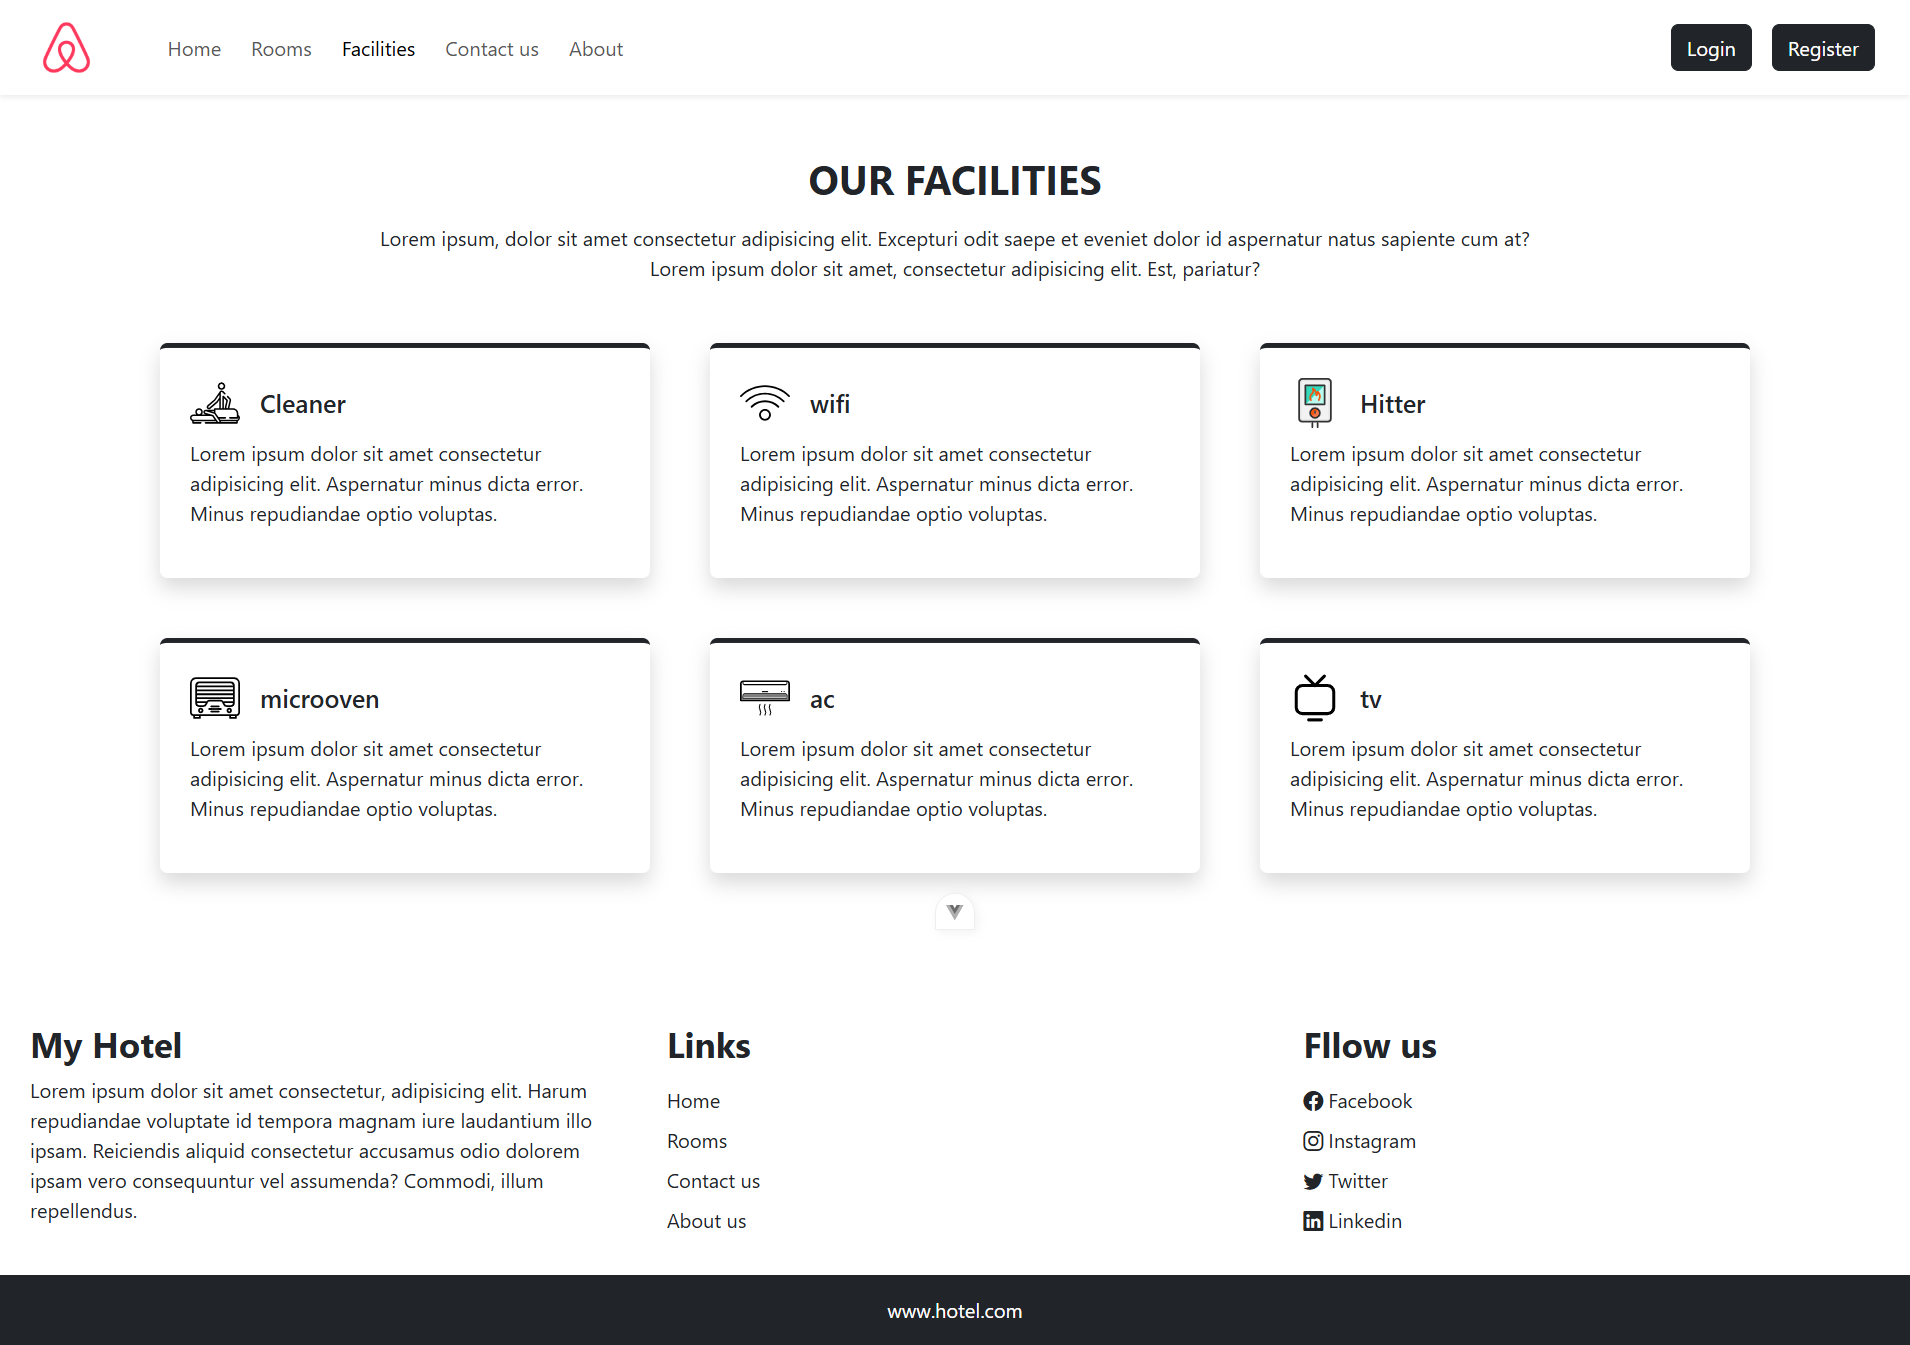 Home Rooms Facilities Contact us About Login Register
OUR FACILITIES
Lorem ipsum, dolor sit amet consectetur adipisicing elit. Excepturi odit saepe et eveniet dolor id aspernatur natus sapiente cum at?
Lorem ipsum dolor sit amet, consectetur adipisicing elit. Est, pariatur?
Cleaner
Lorem ipsum dolor sit amet consectetur
adipisicing elit. Aspernatur minus dicta error.
Minus repudiandae optio voluptas.
wifi
Lorem ipsum dolor sit amet consectetur
adipisicing elit. Aspernatur minus dicta error.
Minus repudiandae optio voluptas.
Hitter
Lorem ipsum dolor sit amet consectetur
adipisicing elit. Aspernatur minus dicta error.
Minus repudiandae optio voluptas.
microoven
Lorem ipsum dolor sit amet consectetur
adipisicing elit. Aspernatur minus dicta error.
Minus repudiandae optio voluptas.
ac
Lorem ipsum dolor sit amet consectetur
adipisicing elit. Aspernatur minus dicta error.
Minus repudiandae optio voluptas.
tv
Lorem ipsum dolor sit amet consectetur
adipisicing elit. Aspernatur minus dicta error.
Minus repudiandae optio voluptas.
My Hotel
Lorem ipsum dolor sit amet consectetur, adipisicing elit. Harum
repudiandae voluptate id tempora magnam iure laudantium illo
ipsam. Reiciendis aliquid consectetur accusamus odio dolorem
ipsam vero consequuntur vel assumenda? Commodi, illum
repellendus.
Links
Home
Rooms
Contact us
About us
Fllow us
Facebook
Instagram
Twitter
Linkedin
www.hotel.com